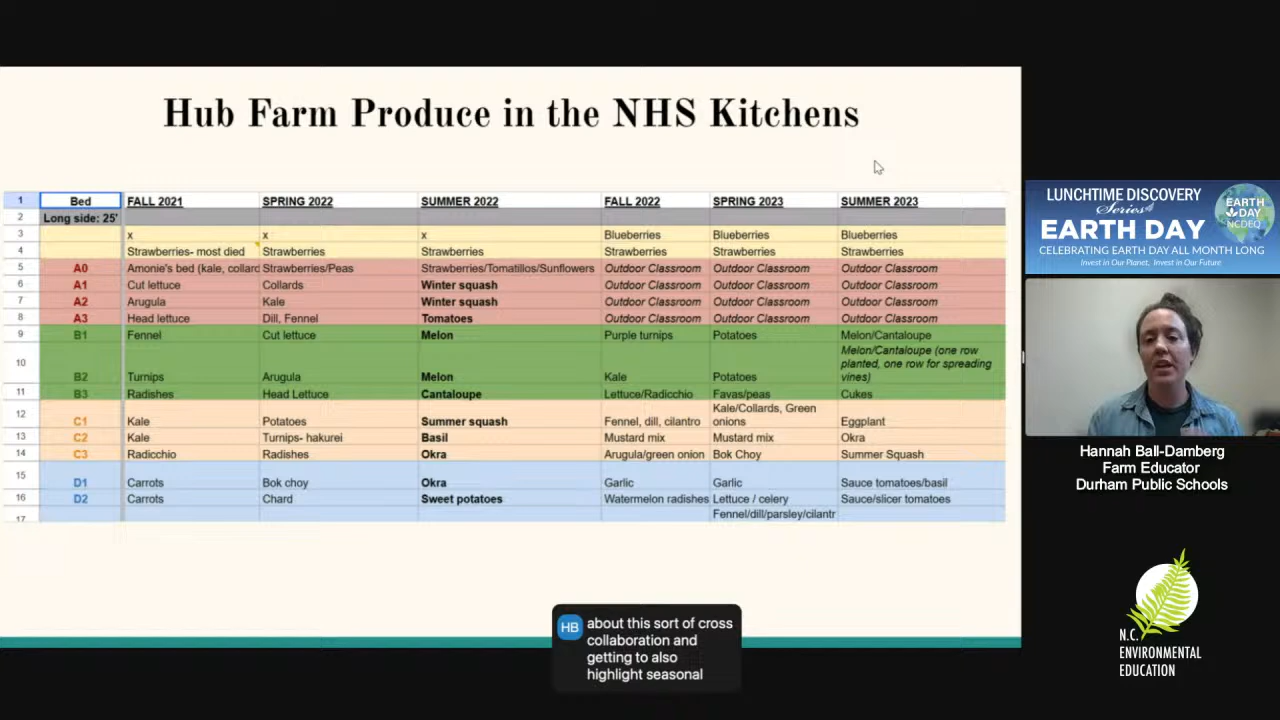 Hub Farm Produce in the NHS Kitchens
1 Bed FALL 2021 SPRING 2022 SUMMER 2022 FALL 2022 SPRING 2023 SUMMER 2023
2 Long side: 25'
3 x x x Blueberries Blueberries Blueberries
4 Strawberries- most died Strawberries Strawberries Strawberries Strawberries Strawberries
5 A0 Amonie's bed (kale, collard Strawberries/Peas Strawberries/Tomatillos/Sunflowers Outdoor Classroom Outdoor Classroom Outdoor Classroom
6 A1 Cut lettuce Collards Winter squash Outdoor Classroom Outdoor Classroom Outdoor Classroom
7 A2 Arugula Kale Winter squash Outdoor Classroom Outdoor Classroom Outdoor Classroom
8 A3 Head lettuce Dill, Fennel Tomatoes Outdoor Classroom Outdoor Classroom Outdoor Classroom
9 B1 Fennel Cut lettuce Melon Purple turnips Potatoes Melon/Cantaloupe
10 B2 Turnips Arugula Melon Kale Potatoes Melon/Cantaloupe (one row
planted, one row for spreading
vines)
11 B3 Radishes Head Lettuce Cantaloupe Lettuce/Radicchio Favas/peas Cukes
12 C1 Kale Potatoes Summer squash Fennel, dill, cilantro Kale/Collards, Green
onions Eggplant
13 C2 Kale Turnips- hakurei Basil Mustard mix Mustard mix Okra
14 C3 Radicchio Radishes Okra Arugula/green onion Bok Choy Summer Squash
15 D1 Carrots Bok choy Okra Garlic Garlic Sauce tomatoes/basil
16 D2 Carrots Chard Sweet potatoes Watermelon radishes Lettuce / celery Sauce/slicer tomatoes
17 Fennel/dill/parsley/cilantr
HB about this sort of cross
collaboration and
getting to also
highlight seasonal
LUNCHTIME DISCOVERY
Series
EARTH DAY
CELEBRATING EARTH DAY ALL MONTH LONG
Invest in Our Planet, Invest in Our Future
EARTH
DAY
NCDEQ
Hannah Ball-Damberg
Farm Educator
Durham Public Schools
N.C.
ENVIRONMENTAL
EDUCATION